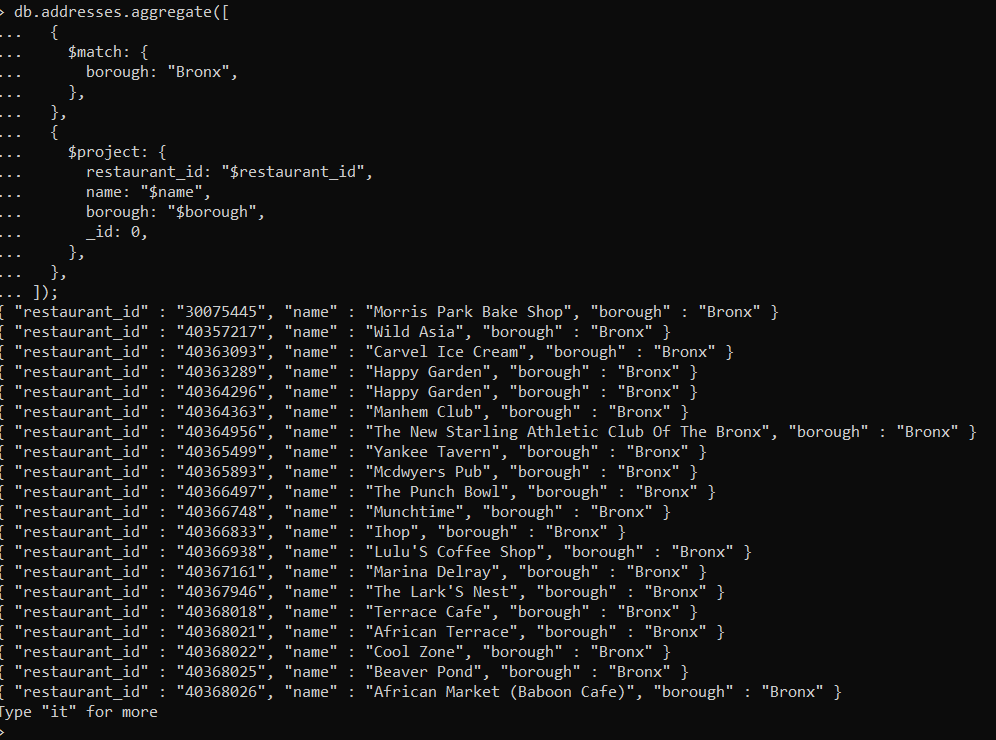 > db.addresses.aggregate([
...   {
...     $match: {
...       borough: "Bronx",
...     },
...   },
...   {
...     $project: {
...       restaurant_id: "$restaurant_id",
...       name: "$name",
...       borough: "$borough",
...       _id: 0,
...     },
...   },
... ]);
{ "restaurant_id" : "30075445", "name" : "Morris Park Bake Shop", "borough" : "Bronx" }
{ "restaurant_id" : "40357217", "name" : "Wild Asia", "borough" : "Bronx" }
{ "restaurant_id" : "40363093", "name" : "Carvel Ice Cream", "borough" : "Bronx" }
{ "restaurant_id" : "40363289", "name" : "Happy Garden", "borough" : "Bronx" }
{ "restaurant_id" : "40364296", "name" : "Happy Garden", "borough" : "Bronx" }
{ "restaurant_id" : "40364363", "name" : "Manhem Club", "borough" : "Bronx" }
{ "restaurant_id" : "40364956", "name" : "The New Starling Athletic Club Of The Bronx", "borough" : "Bronx" }
{ "restaurant_id" : "40365499", "name" : "Yankee Tavern", "borough" : "Bronx" }
{ "restaurant_id" : "40365893", "name" : "Mcdwyers Pub", "borough" : "Bronx" }
{ "restaurant_id" : "40366497", "name" : "The Punch Bowl", "borough" : "Bronx" }
{ "restaurant_id" : "40366748", "name" : "Munchtime", "borough" : "Bronx" }
{ "restaurant_id" : "40366833", "name" : "Ihop", "borough" : "Bronx" }
{ "restaurant_id" : "40366938", "name" : "Lulu'S Coffee Shop", "borough" : "Bronx" }
{ "restaurant_id" : "40367161", "name" : "Marina Delray", "borough" : "Bronx" }
{ "restaurant_id" : "40367946", "name" : "The Lark'S Nest", "borough" : "Bronx" }
{ "restaurant_id" : "40368018", "name" : "Terrace Cafe", "borough" : "Bronx" }
{ "restaurant_id" : "40368021", "name" : "African Terrace", "borough" : "Bronx" }
{ "restaurant_id" : "40368022", "name" : "Cool Zone", "borough" : "Bronx" }
{ "restaurant_id" : "40368025", "name" : "Beaver Pond", "borough" : "Bronx" }
{ "restaurant_id" : "40368026", "name" : "African Market (Baboon Cafe)", "borough" : "Bronx" }
Type "it" for more
>